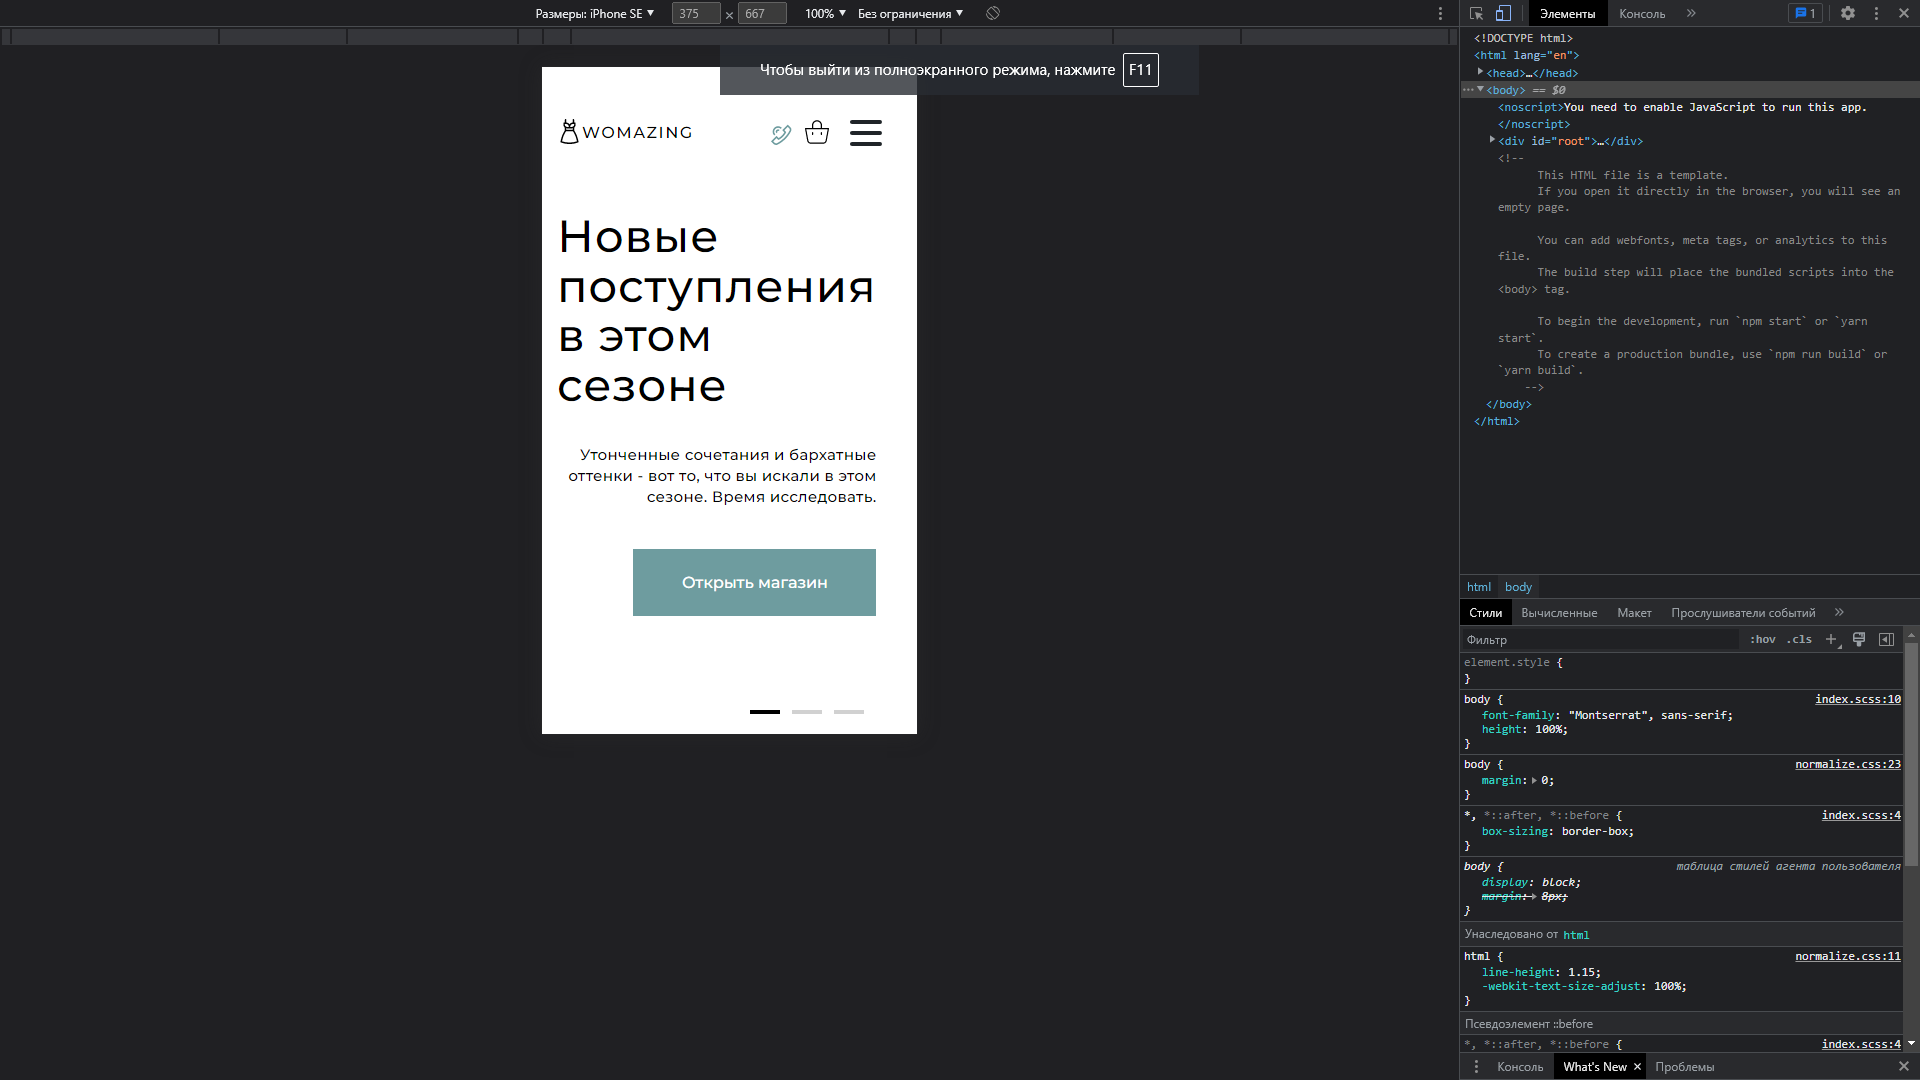 Размеры: iPhone SE ▼ 375 × 667 100% ▼ Без ограничения ▼
Чтобы выйти из полноэкранного режима, нажмите F11
WOMAZING
Новые
поступления
в этом
сезоне
Утонченные сочетания и бархатные
оттенки - вот то, что вы искали в этом
сезоне. Время исследовать.
Открыть магазин
Элементы Консоль » 1
<!DOCTYPE html>
<html lang="en">
<head>…</head>
<body> == $0
<noscript>You need to enable JavaScript to run this app.
</noscript>
<div id="root">…</div>
<!--
This HTML file is a template.
If you open it directly in the browser, you will see an
empty page.
You can add webfonts, meta tags, or analytics to this
file.
The build step will place the bundled scripts into the
<body> tag.
To begin the development, run `npm start` or `yarn
start`.
To create a production bundle, use `npm run build` or
`yarn build`.
-->
</body>
</html>
html body
Стили Вычисленные Макет Прослушиватели событий »
Фильтр :hov .cls +
element.style {
}
body { index.scss:10
font-family: "Montserrat", sans-serif;
height: 100%;
}
body { normalize.css:23
margin: 0;
}
*, *::after, *::before { index.scss:4
box-sizing: border-box;
}
body { таблица стилей агента пользователя
display: block;
margin: 8px;
}
Унаследовано от html
html { normalize.css:11
line-height: 1.15;
-webkit-text-size-adjust: 100%;
}
Псевдоэлемент ::before
*, *::after, *::before { index.scss:4
Консоль What's New × Проблемы